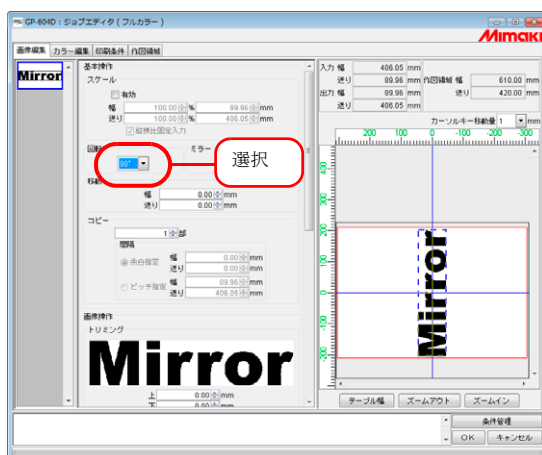 GP-604D : ジョブエディタ ( フルカラー )
Mimaki
画像編集 カラー編集 印刷条件 作図領域
Mirror
基本操作
スケール
有効
幅 100.00 % 89.96 mm
送り 100.00 % 406.05 mm
縦横比固定入力
回転 ミラー
90°
選択
移動
幅 0.00 mm
送り 0.00 mm
コピー
1 部
間隔
余白指定 幅 0.00 mm
送り 0.00 mm
ピッチ指定 幅 89.96 mm
送り 406.05 mm
画像操作
トリミング
Mirror
上 0.00 mm
下 0.00 mm
入力 幅 406.05 mm
送り 89.96 mm 作図領域 幅 610.00 mm
出力 幅 89.96 mm 送り 420.00 mm
送り 406.05 mm
カーソルキー移動量 1 mm
200 100 0 -100 -200 -300
Mirror
テーブル幅 ズームアウト ズームイン
条件管理
OK キャンセル